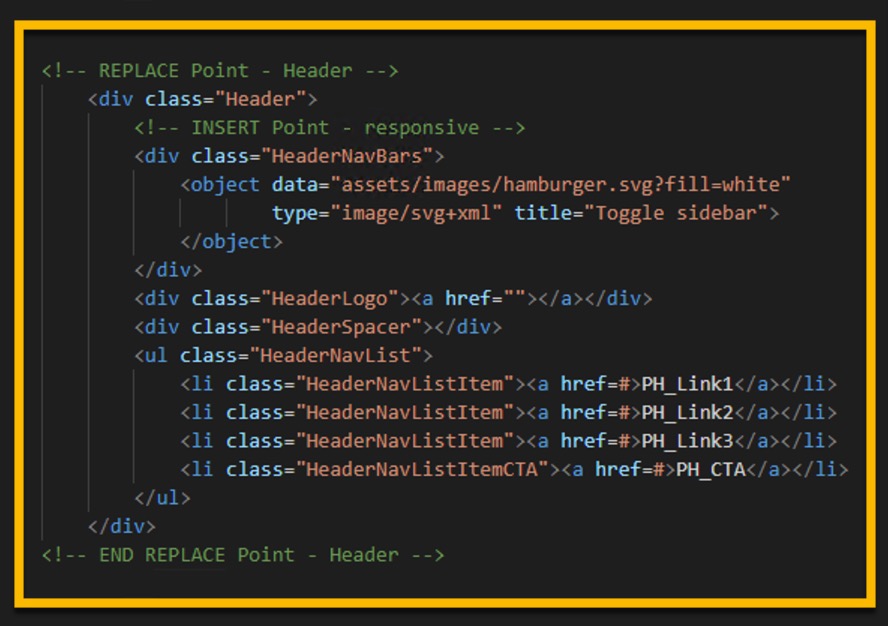 <!-- REPLACE Point - Header -->
<div class="Header">
<!-- INSERT Point - responsive -->
<div class="HeaderNavBars">
<object data="assets/images/hamburger.svg?fill=white"
type="image/svg+xml" title="Toggle sidebar">
</object>
</div>
<div class="HeaderLogo"><a href=""></a></div>
<div class="HeaderSpacer"></div>
<ul class="HeaderNavList">
<li class="HeaderNavListItem"><a href=#>PH_Link1</a></li>
<li class="HeaderNavListItem"><a href=#>PH_Link2</a></li>
<li class="HeaderNavListItem"><a href=#>PH_Link3</a></li>
<li class="HeaderNavListItemCTA"><a href=#>PH_CTA</a></li>
</ul>
</div>
<!-- END REPLACE Point - Header -->